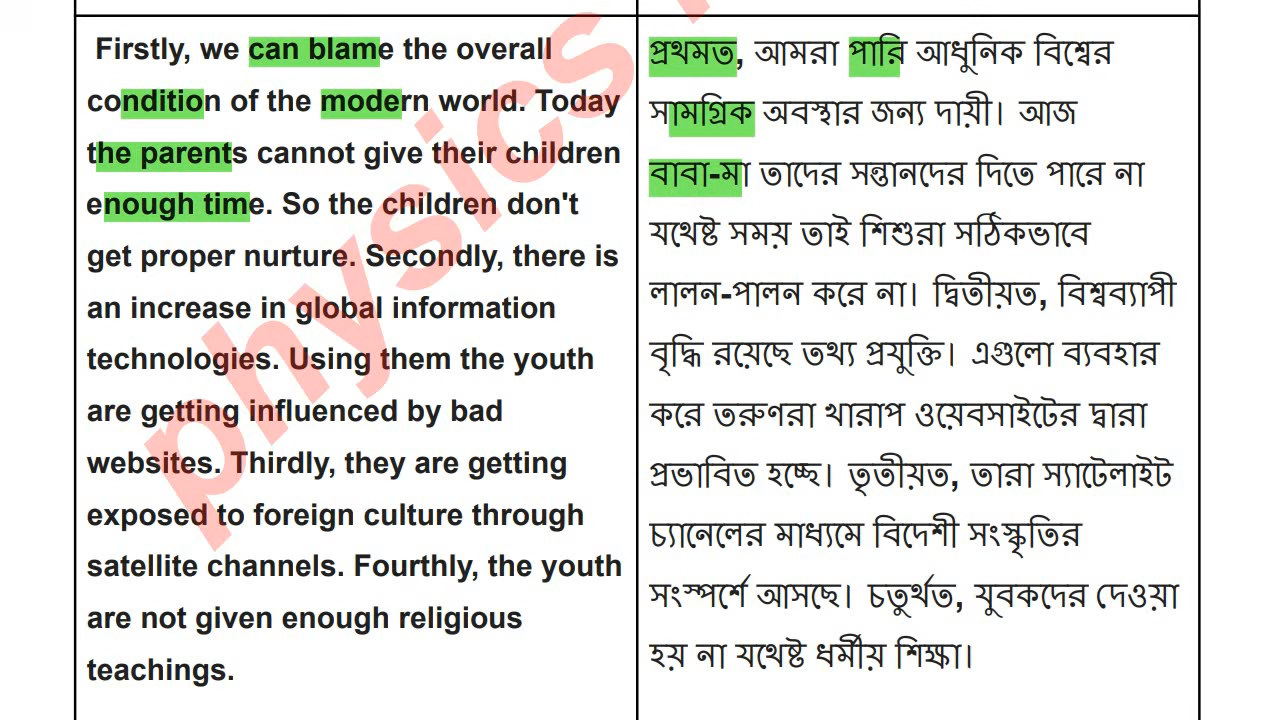 Firstly, we can blame the overall
condition of the modern world. Today
the parents cannot give their children
enough time. So the children don't
get proper nurture. Secondly, there is
an increase in global information
technologies. Using them the youth
are getting influenced by bad
websites. Thirdly, they are getting
exposed to foreign culture through
satellite channels. Fourthly, the youth
are not given enough religious
teachings.
প্রথমত, আমরা পারি আধুনিক বিশ্বের
সামগ্রিক অবস্থার জন্য দায়ী। আজ
বাবা-মা তাদের সন্তানদের দিতে পারে না
যথেষ্ট সময় তাই শিশুরা সঠিকভাবে
লালন-পালন করে না। দ্বিতীয়ত, বিশ্বব্যাপী
বৃদ্ধি রয়েছে তথ্য প্রযুক্তি। এগুলো ব্যবহার
করে তরুণরা খারাপ ওয়েবসাইটের দ্বারা
প্রভাবিত হচ্ছে। তৃতীয়ত, তারা স্যাটেলাইট
চ্যানেলের মাধ্যমে বিদেশী সংস্কৃতির
সংস্পর্শে আসছে। চতুর্থত, যুবকদের দেওয়া
হয় না যথেষ্ট ধর্মীয় শিক্ষা।
physics